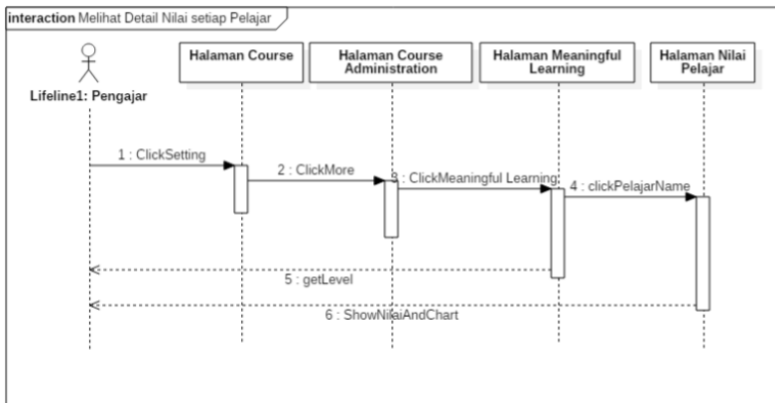 interaction Melihat Detail Nilai setiap Pelajar
Lifeline1: Pengajar
Halaman Course
Halaman Course
Administration
Halaman Meaningful
Learning
Halaman Nilai
Pelajar
1 : ClickSetting
2 : ClickMore
3 : ClickMeaningful Learning
4 : clickPelajarName
5 : getLevel
6 : ShowNilaiAndChart